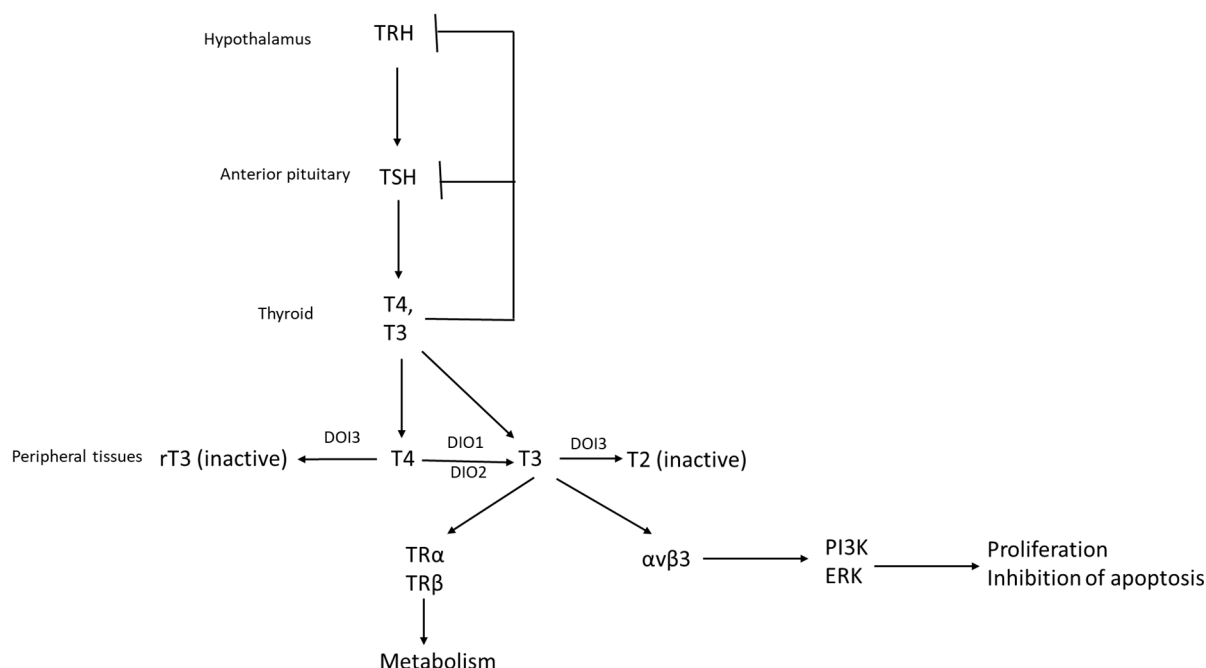 Hypothalamus
TRH
Anterior pituitary
TSH
Thyroid
T4,
T3
Peripheral tissues
rT3 (inactive)
DOI3
T4
DIO1
DIO2
T3
DOI3
T2 (inactive)
TRα
TRβ
Metabolism
αvβ3
PI3K
ERK
Proliferation
Inhibition of apoptosis